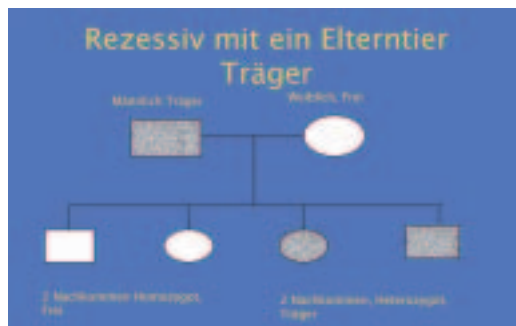 Rezessiv mit ein Elterntier
Träger
Männlich Träger
Weiblich, Frei
2 Nachkommen Homozygot,
Frei
2 Nachkommen, Heterozygot,
Träger